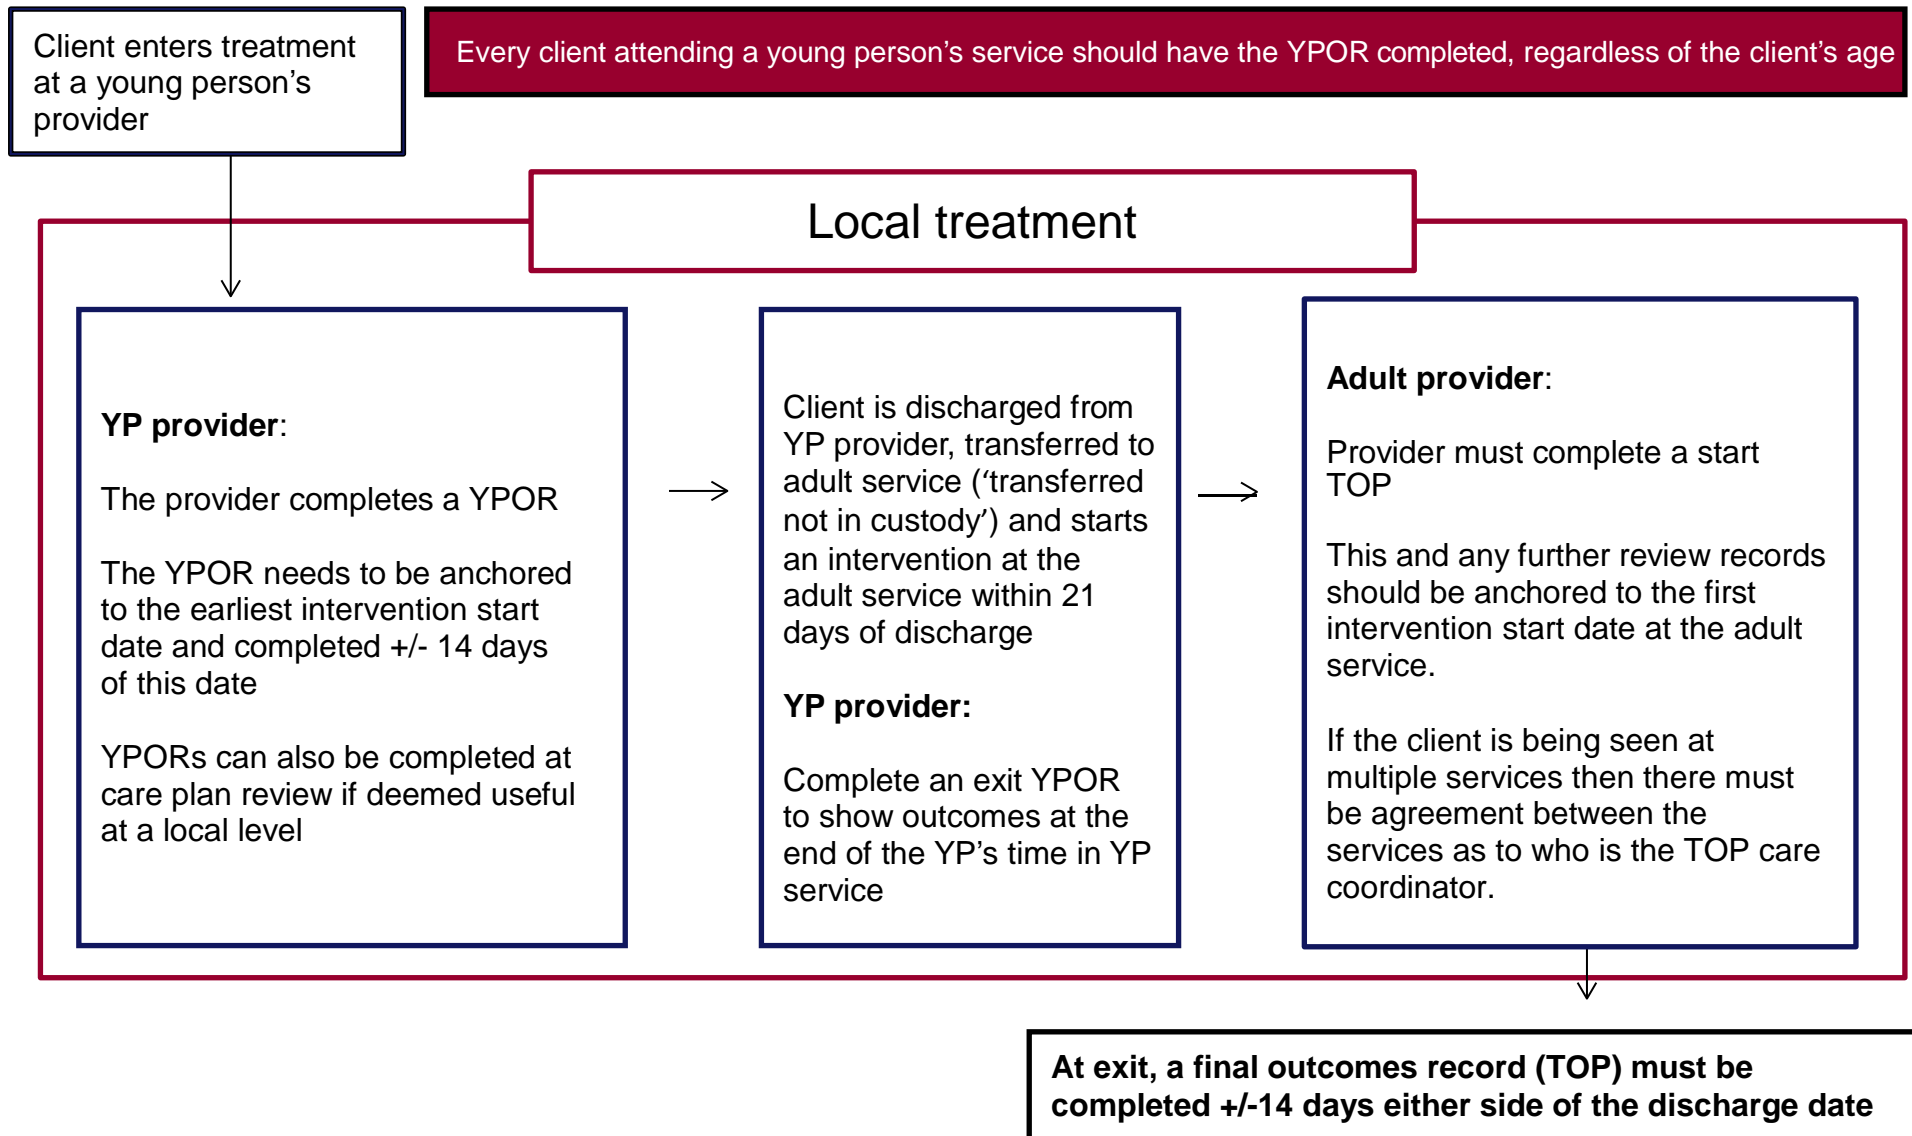 Client enters treatment
at a young person’s
provider
Every client attending a young person’s service should have the YPOR completed, regardless of the client’s age
Local treatment
YP provider:
The provider completes a YPOR
The YPOR needs to be anchored
to the earliest intervention start
date and completed +/- 14 days
of this date
YPORs can also be completed at
care plan review if deemed useful
at a local level
Client is discharged from
YP provider, transferred to
adult service (‘transferred
not in custody’) and starts
an intervention at the
adult service within 21
days of discharge
YP provider:
Complete an exit YPOR
to show outcomes at the
end of the YP’s time in YP
service
Adult provider:
Provider must complete a start
TOP
This and any further review records
should be anchored to the first
intervention start date at the adult
service.
If the client is being seen at
multiple services then there must
be agreement between the
services as to who is the TOP care
coordinator.
At exit, a final outcomes record (TOP) must be
completed +/-14 days either side of the discharge date